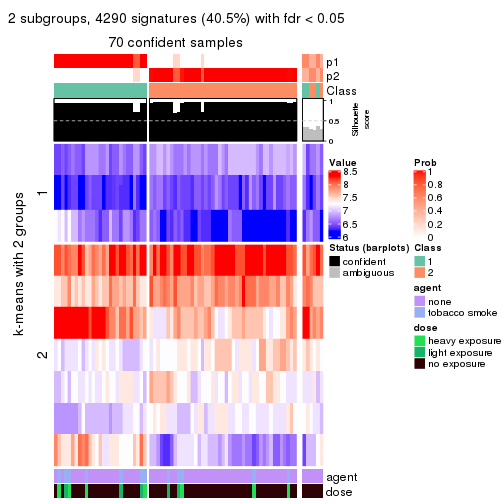 2 subgroups, 4290 signatures (40.5%) with fdr < 0.05
70 confident samples
p1
p2
Class
1
0.5
0
Silhouette
score
k-means with 2 groups
1
2
agent
dose
Value
8.5
8
7.5
7
6.5
6
Prob
1
0.8
0.6
0.4
0.2
0
Status (barplots)
confident
ambiguous
Class
1
2
agent
none
tobacco smoke
dose
heavy exposure
light exposure
no exposure